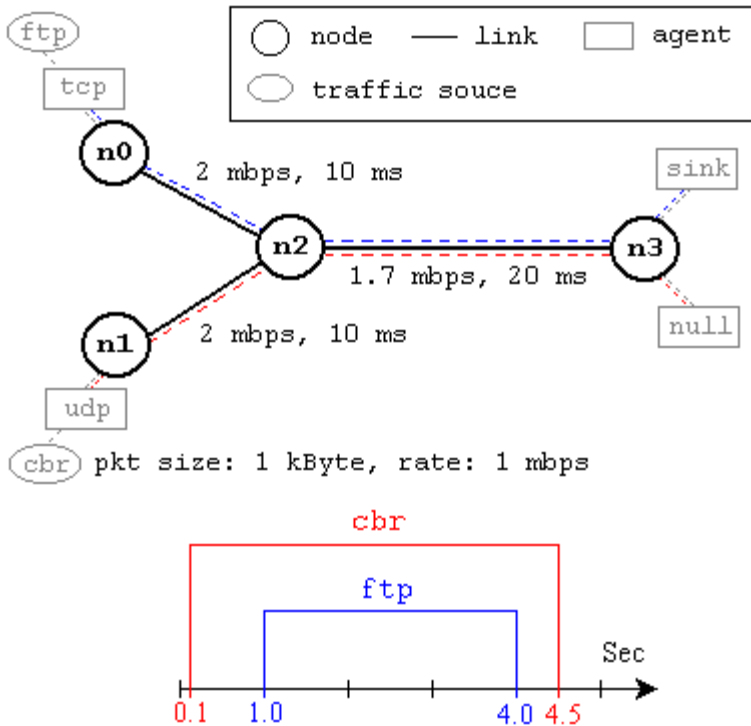 ftp
node link agent
traffic souce
tcp
n0
2 mbps, 10 ms
sink
n2
n3
1.7 mbps, 20 ms
null
n1
2 mbps, 10 ms
udp
cbr pkt size: 1 kByte, rate: 1 mbps
cbr
ftp
Sec
0.1 1.0 4.0 4.5